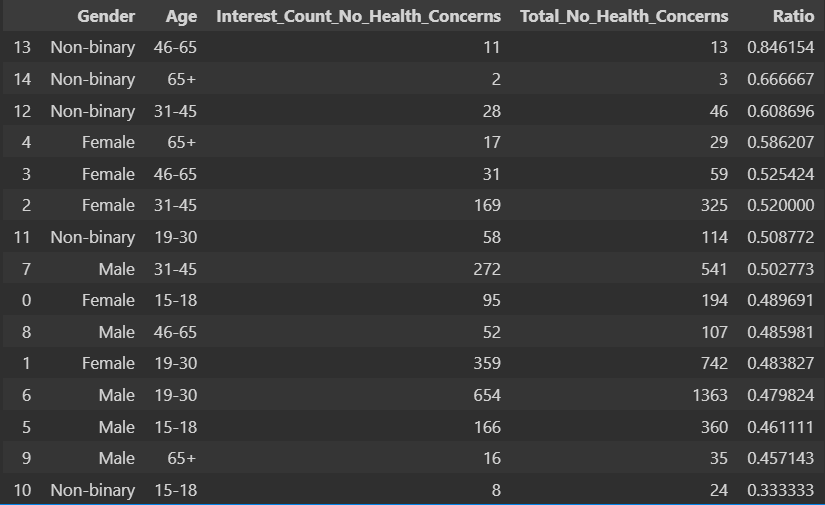 Gender Age Interest_Count_No_Health_Concerns Total_No_Health_Concerns Ratio
13 Non-binary 46-65 11 13 0.846154
14 Non-binary 65+ 2 3 0.666667
12 Non-binary 31-45 28 46 0.608696
4 Female 65+ 17 29 0.586207
3 Female 46-65 31 59 0.525424
2 Female 31-45 169 325 0.520000
11 Non-binary 19-30 58 114 0.508772
7 Male 31-45 272 541 0.502773
0 Female 15-18 95 194 0.489691
8 Male 46-65 52 107 0.485981
1 Female 19-30 359 742 0.483827
6 Male 19-30 654 1363 0.479824
5 Male 15-18 166 360 0.461111
9 Male 65+ 16 35 0.457143
10 Non-binary 15-18 8 24 0.333333